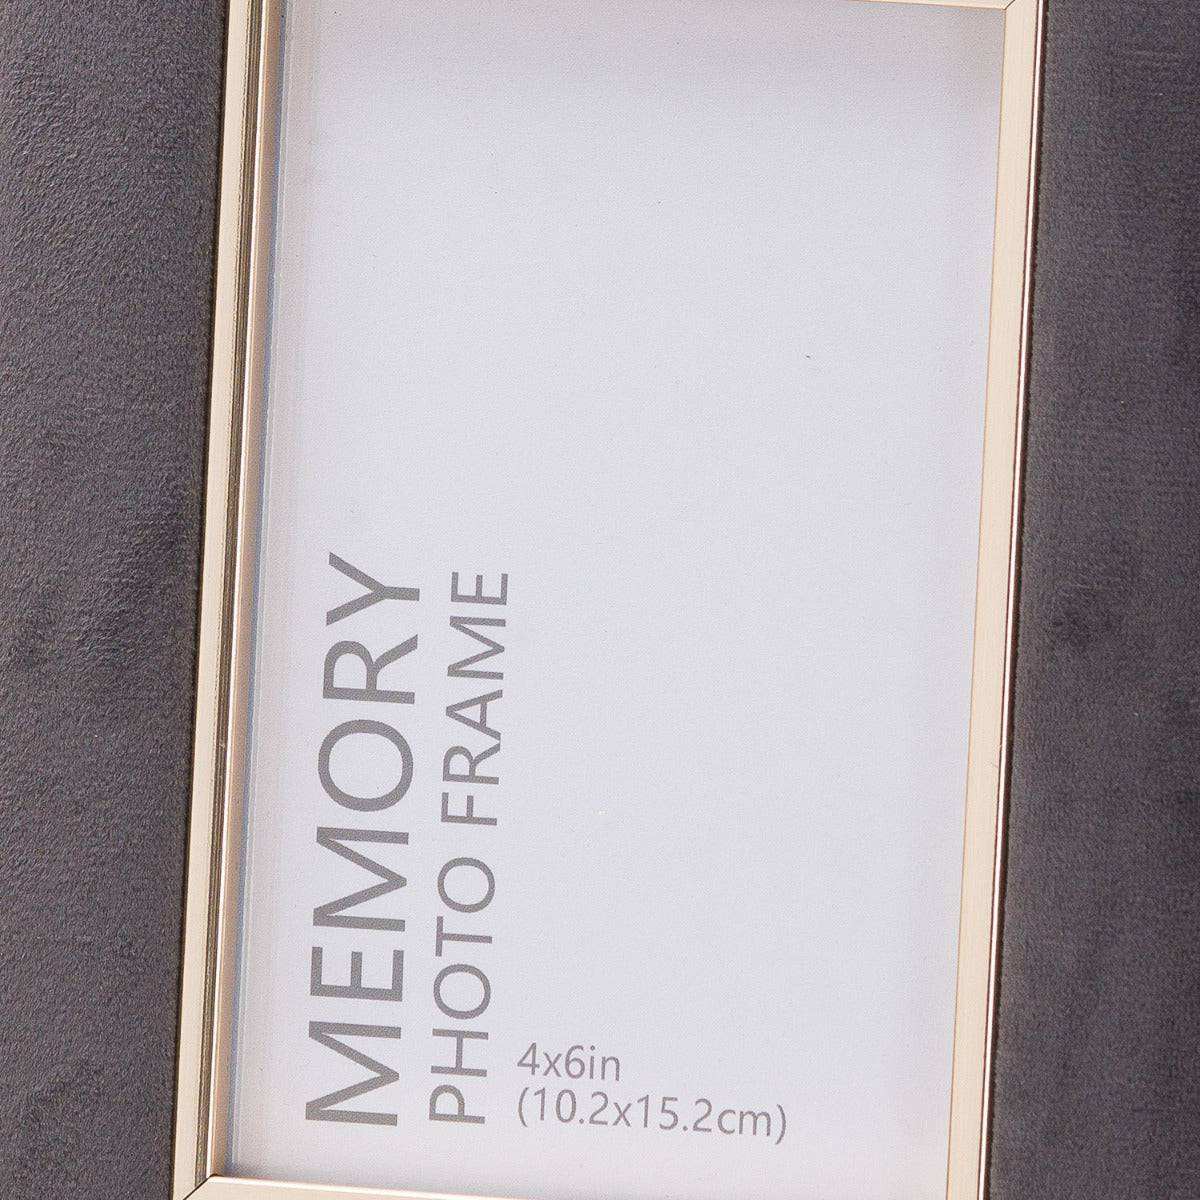 MEMORY
PHOTO FRAME
4x6in
(10.2x15.2cm)